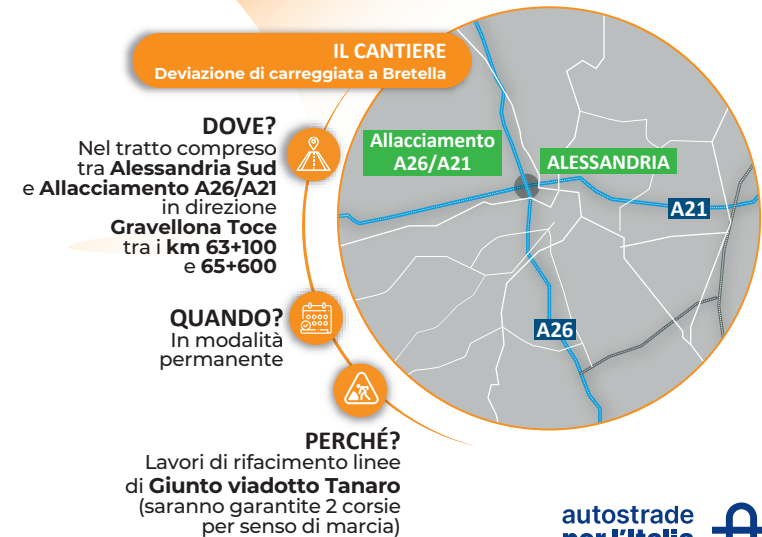 IL CANTIERE
Deviazione di carreggiata a Bretella
DOVE?
Nel tratto compreso
tra Alessandria Sud
e Allacciamento A26/A21
in direzione
Gravellona Toce
tra i km 63+100
e 65+600
QUANDO?
In modalità
permanente
PERCHÉ?
Lavori di rifacimento linee
di Giunto viadotto Tanaro
(saranno garantite 2 corsie
per senso di marcia)
Allacciamento
A26/A21
ALESSANDRIA
A21
A26
autostrade
per l'Italia